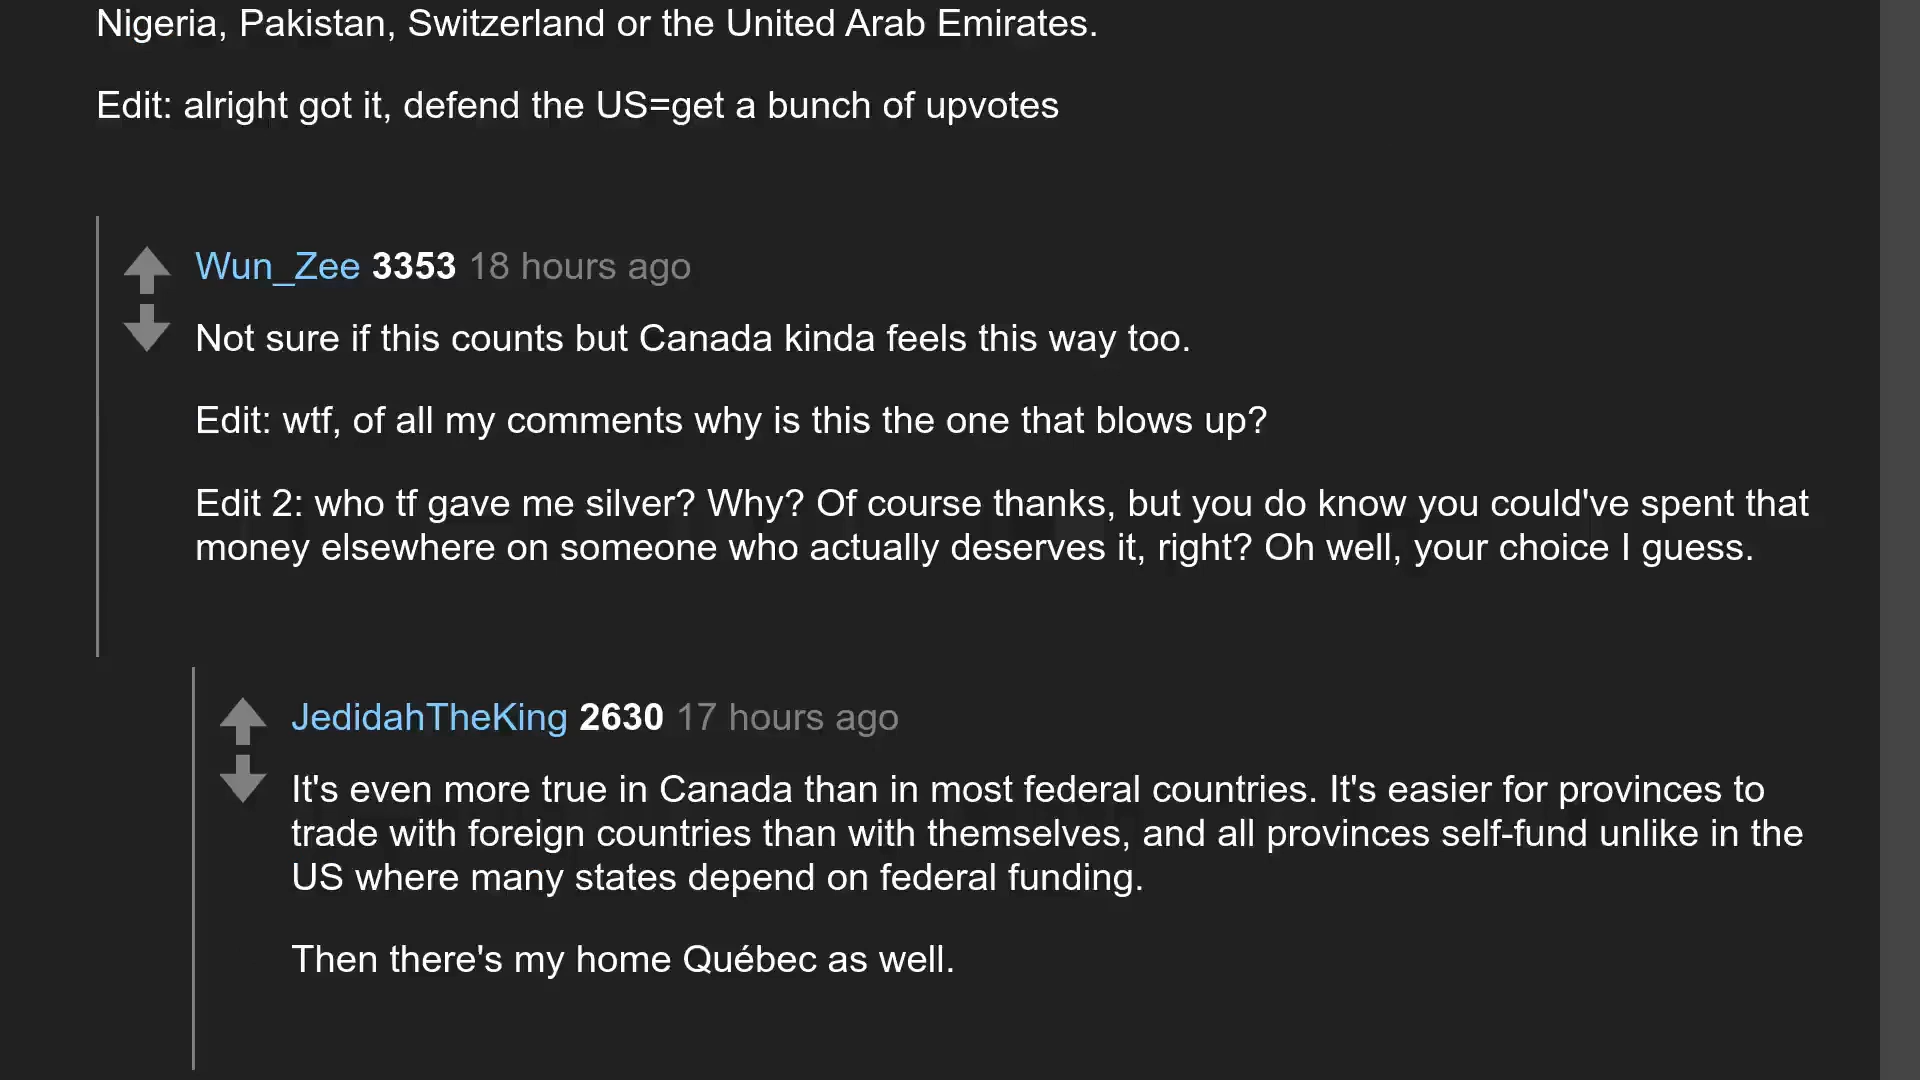 Nigeria, Pakistan, Switzerland or the United Arab Emirates.
Edit: alright got it, defend the US=get a bunch of upvotes
Wun_Zee 3353 18 hours ago
Not sure if this counts but Canada kinda feels this way too.
Edit: wtf, of all my comments why is this the one that blows up?
Edit 2: who tf gave me silver? Why? Of course thanks, but you do know you could've spent that
money elsewhere on someone who actually deserves it, right? Oh well, your choice I guess.
JedidahTheKing 2630 17 hours ago
It's even more true in Canada than in most federal countries. It's easier for provinces to
trade with foreign countries than with themselves, and all provinces self-fund unlike in the
US where many states depend on federal funding.
Then there's my home Québec as well.